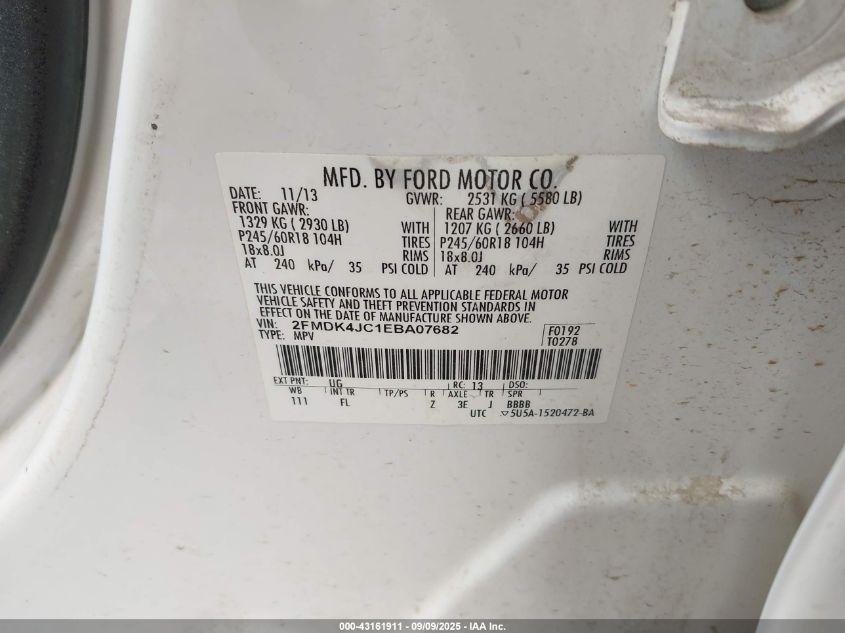 MFD. BY FORD MOTOR CO.
DATE: 11/13 GVWR: 2531 KG ( 5580 LB)
FRONT GAWR: REAR GAWR:
1329 KG ( 2930 LB) WITH 1207 KG ( 2660 LB) WITH
P245/60R18 104H TIRES P245/60R18 104H TIRES
18x8.0J RIMS 18x8.0J RIMS
AT 240 kPa/ 35 PSI COLD AT 240 kPa/ 35 PSI COLD
THIS VEHICLE CONFORMS TO ALL APPLICABLE FEDERAL MOTOR
VEHICLE SAFETY AND THEFT PREVENTION STANDARDS IN
EFFECT ON THE DATE OF MANUFACTURE SHOWN ABOVE.
VIN: 2FMDK4JC1EBA07682 F0192
TYPE: MPV T0278
EXT PNT: UG RC: 13 DSO:
WB INT TR TP/PS R AXLE TR SPR
111 FL Z 3E J BBBB
UTC ▽5U5A-1520472-BA
000-43161911 - 09/09/2025 - IAA Inc.